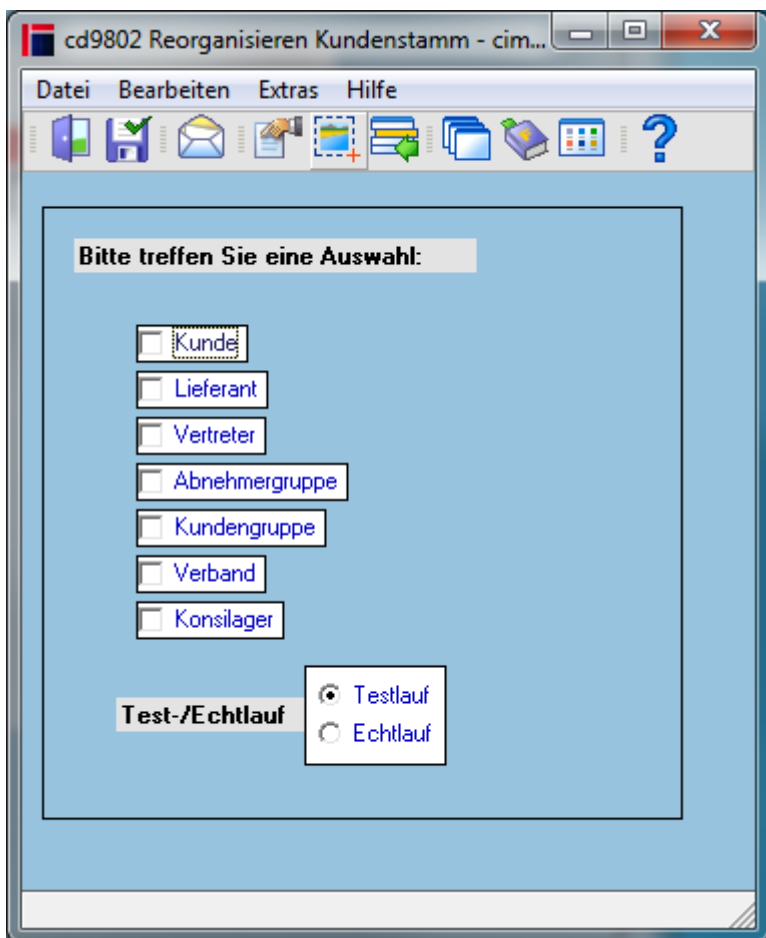 cd9802 Reorganisieren Kundenstamm - cim...
Datei Bearbeiten Extras Hilfe
Bitte treffen Sie eine Auswahl:
Kunde
Lieferant
Vertreter
Abnehmergruppe
Kundengruppe
Verband
Konsilager
Test-/Echtlauf
Testlauf
Echtlauf